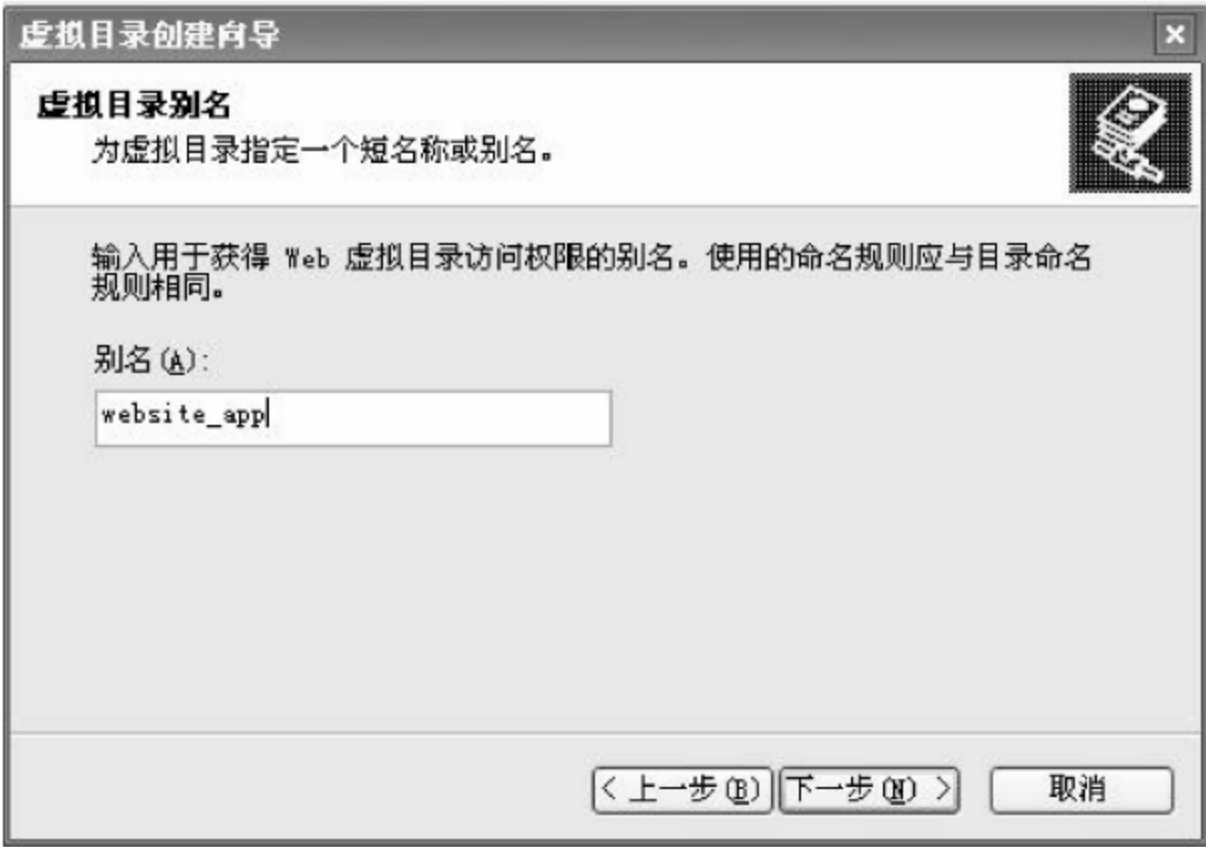 虚拟目录创建向导
虚拟目录别名
为虚拟目录指定一个短名称或别名。
输入用于获得 Web 虚拟目录访问权限的别名。使用的命名规则应与目录命名
规则相同。
别名(A):
website_app
< 上一步(B) 下一步(N) > 取消